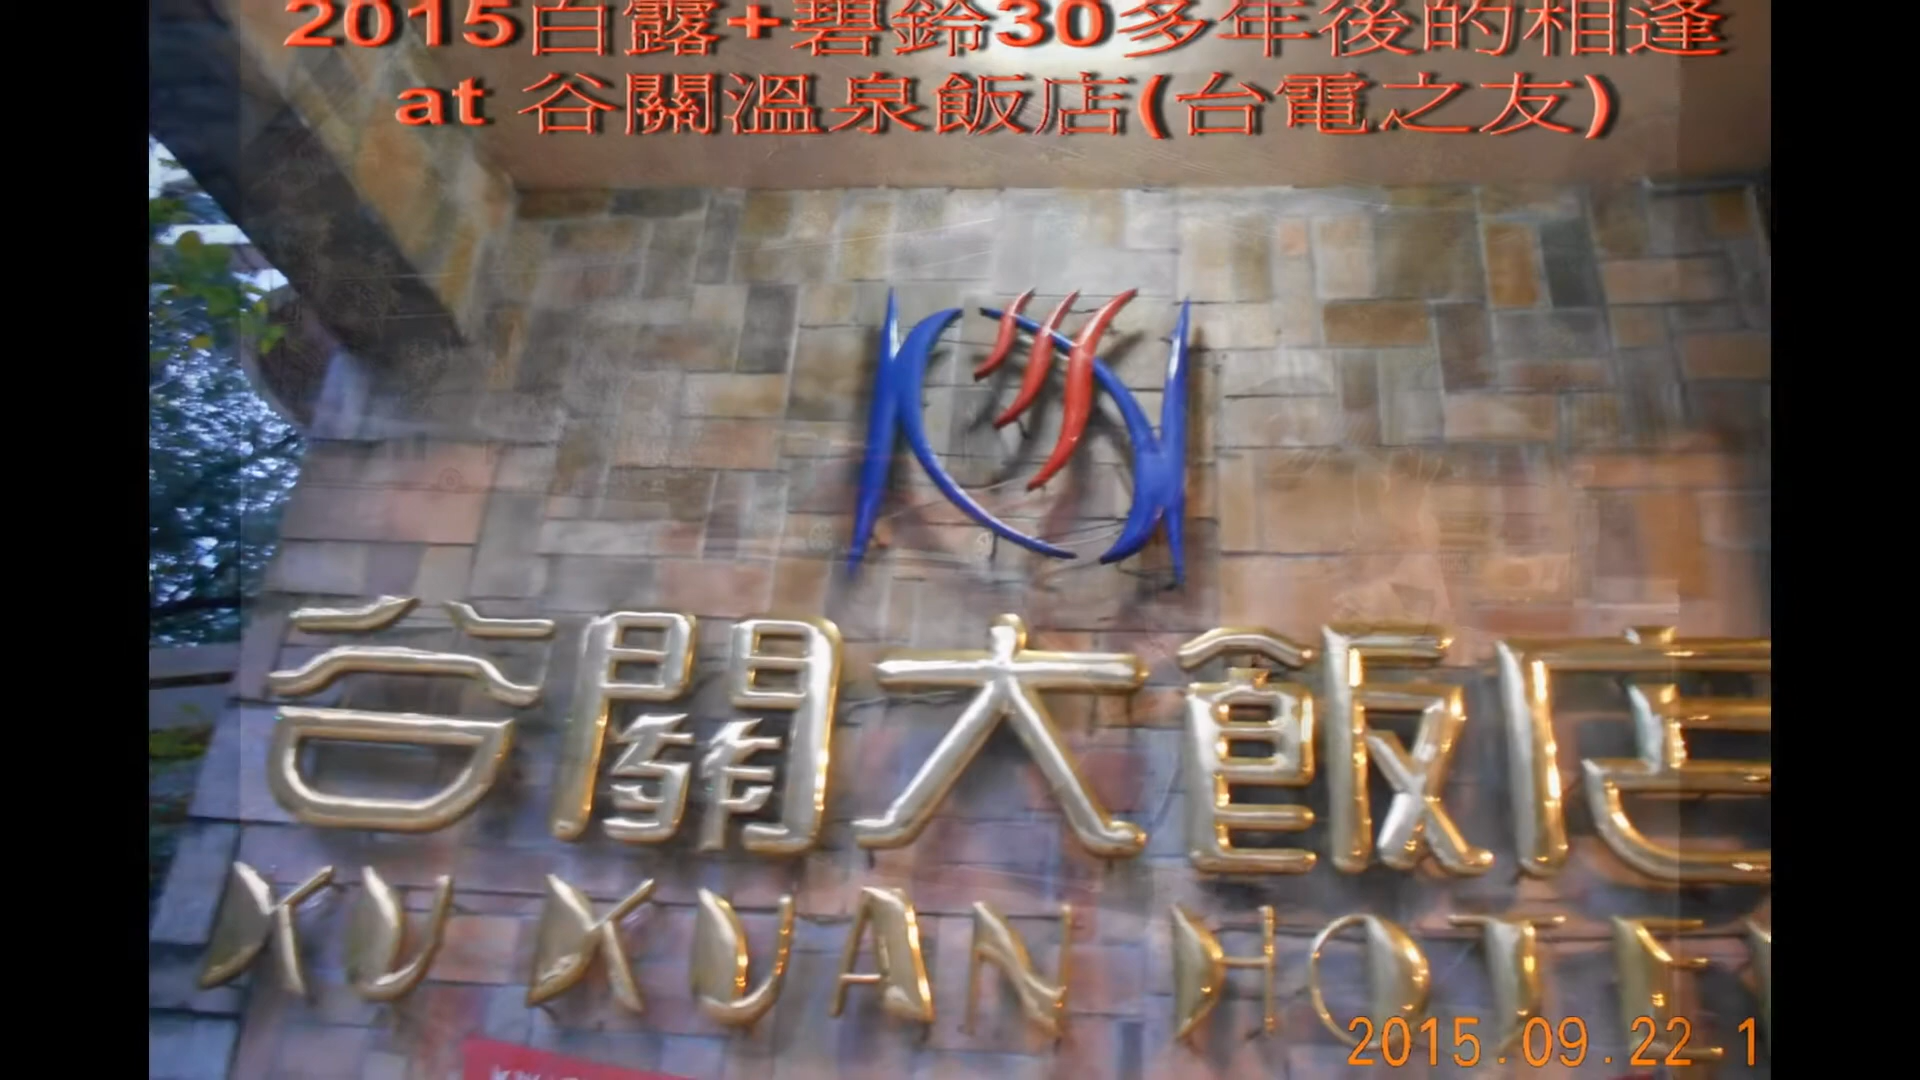 2015白露+碧鈴30多年後的相逢
at 谷關溫泉飯店(台電之友)
谷關大飯店
KU KUAN HOTEL
2015.09.22 1